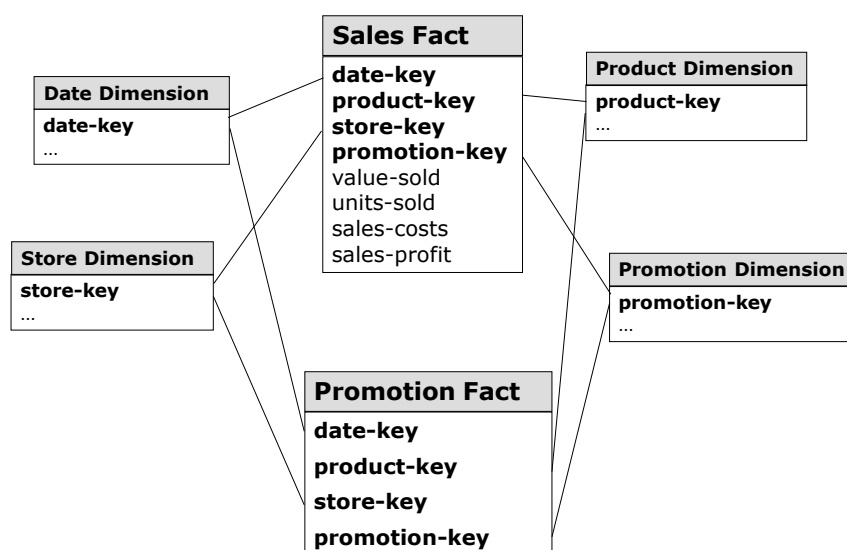 Sales Fact
date-key
product-key
store-key
promotion-key
value-sold
units-sold
sales-costs
sales-profit
Date Dimension
date-key
...
Product Dimension
product-key
...
Store Dimension
store-key
...
Promotion Dimension
promotion-key
...
Promotion Fact
date-key
product-key
store-key
promotion-key